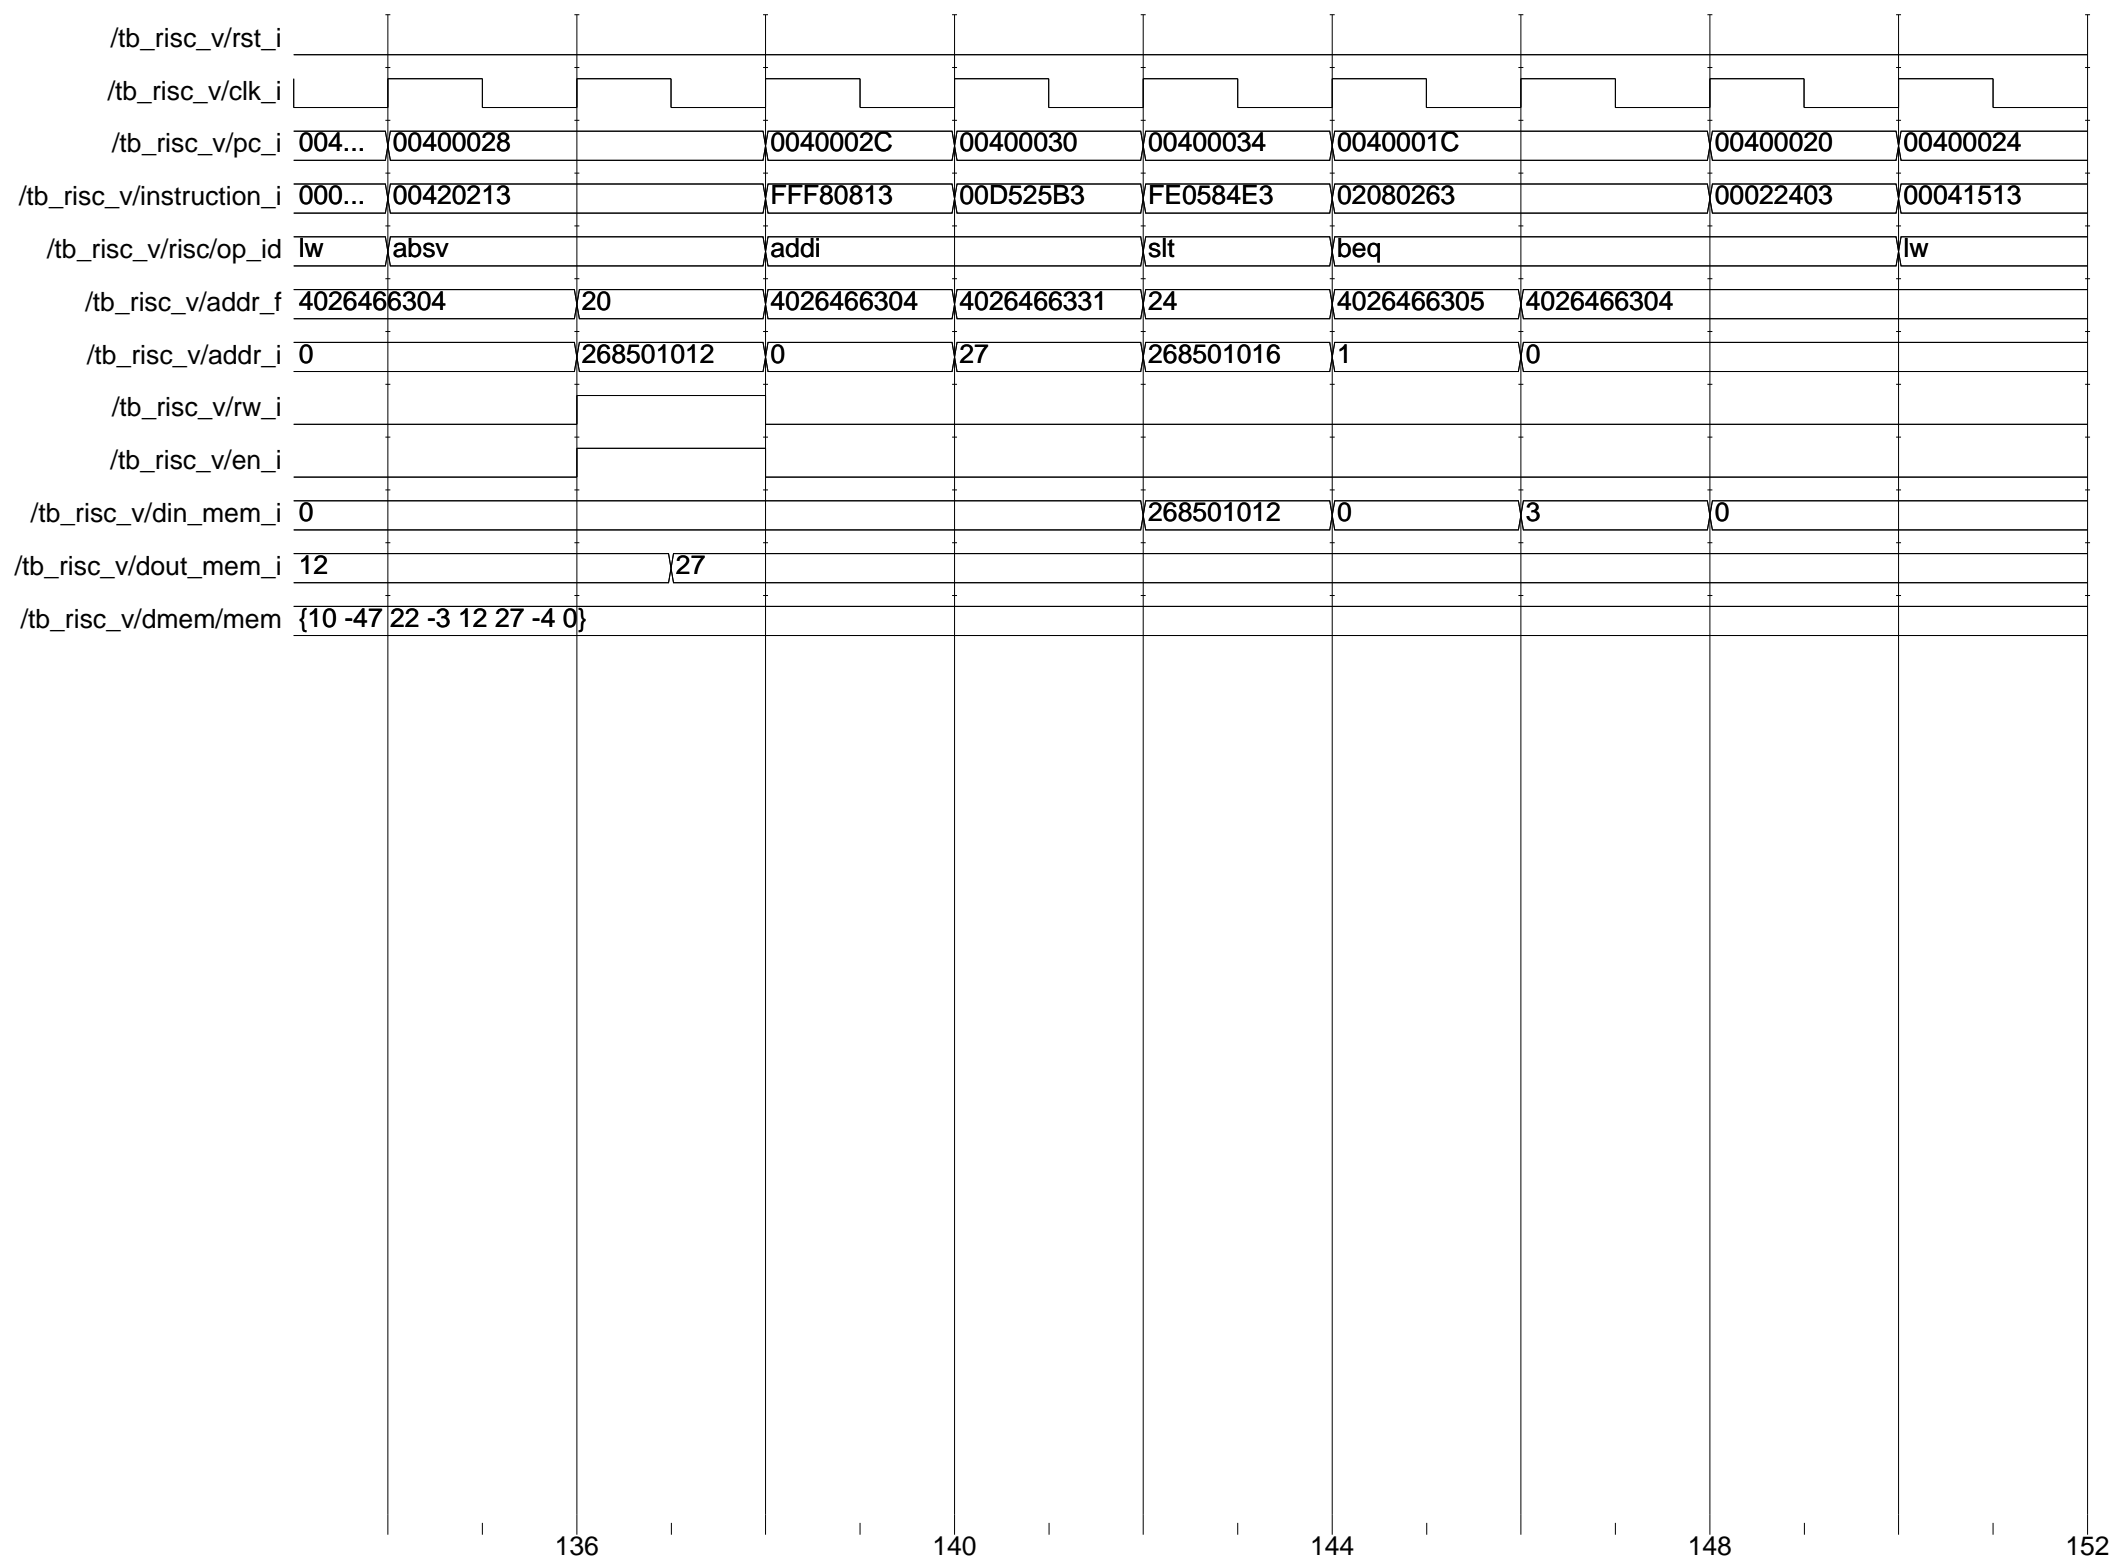 /tb_risc_v/rst_i
/tb_risc_v/clk_i
/tb_risc_v/pc_i 004... 00400028 0040002C 00400030 00400034 0040001C 00400020 00400024
/tb_risc_v/instruction_i 000... 00420213 FFF80813 00D525B3 FE0584E3 02080263 00022403 00041513
/tb_risc_v/risc/op_id lw absv addi slt beq lw
/tb_risc_v/addr_f 4026466304 20 4026466304 4026466331 24 4026466305 4026466304
/tb_risc_v/addr_i 0 268501012 0 27 268501016 1 0
/tb_risc_v/rw_i
/tb_risc_v/en_i
/tb_risc_v/din_mem_i 0 268501012 0 3 0
/tb_risc_v/dout_mem_i 12 27
/tb_risc_v/dmem/mem {10 -47 22 -3 12 27 -4 0}
136 140 144 148 152